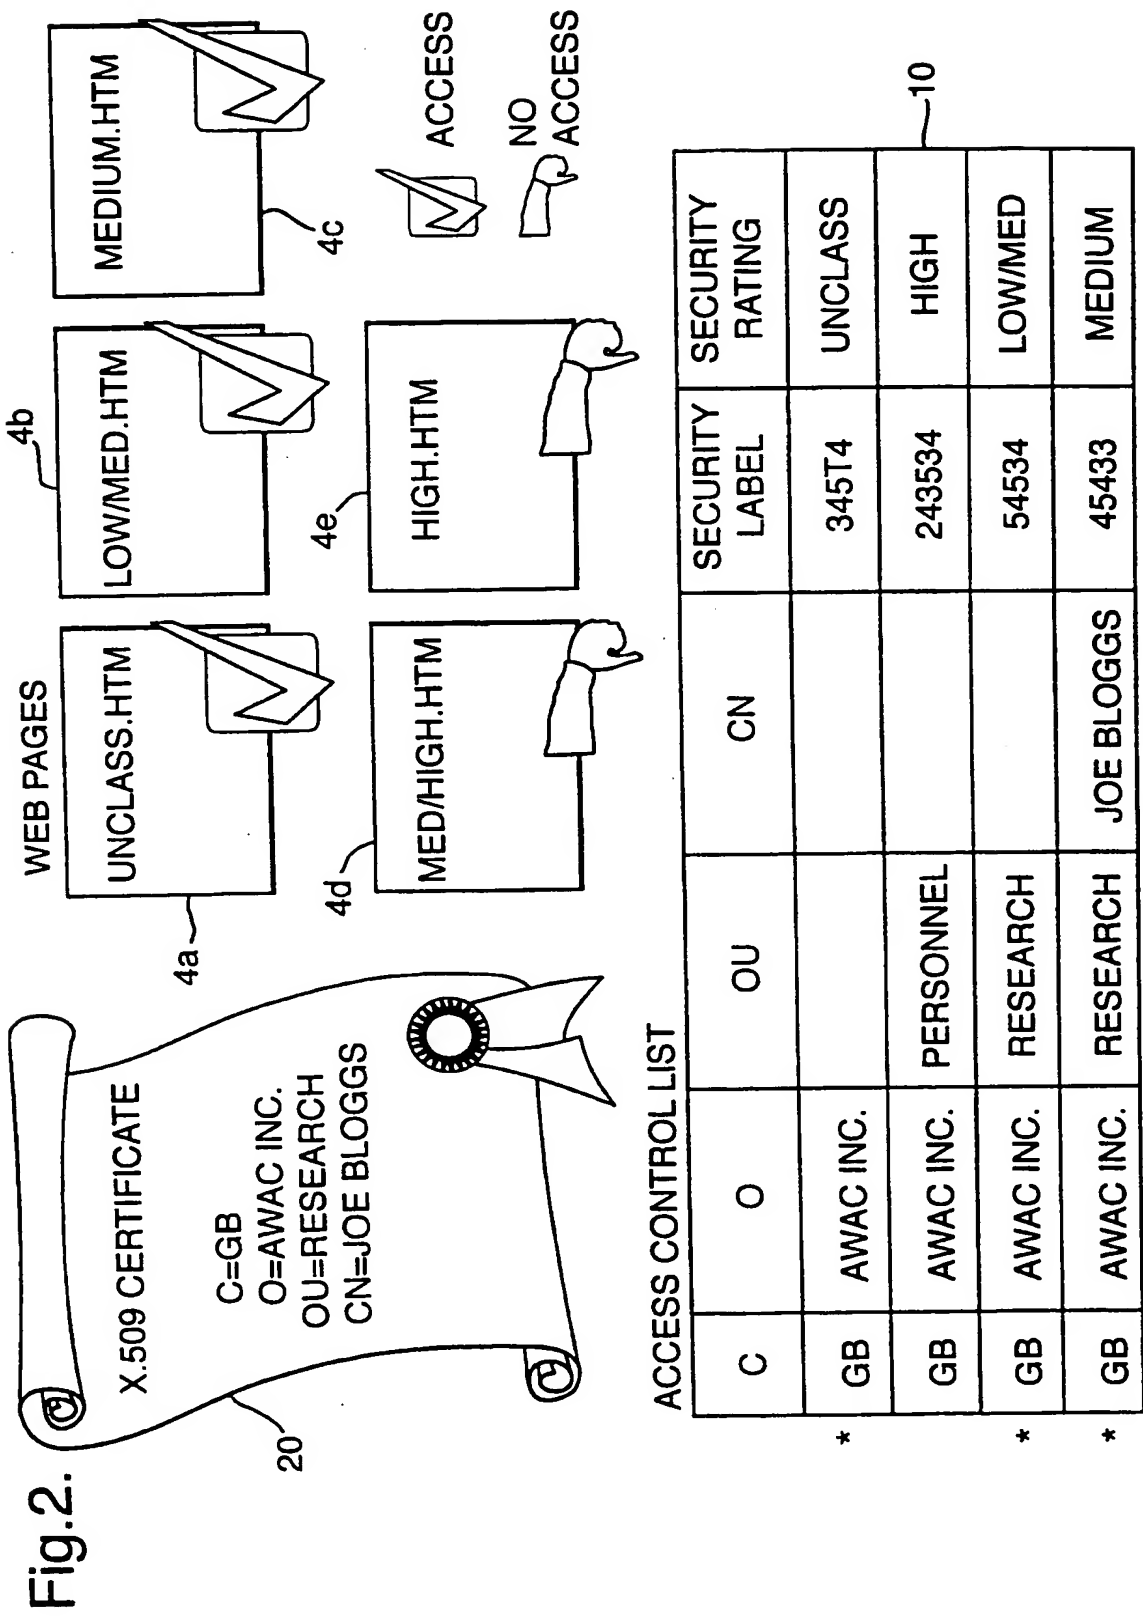 Fig.2.
X.509 CERTIFICATE
C=GB
O=AWAC INC.
OU=RESEARCH
CN=JOE BLOGGS
20
WEB PAGES
UNCLASS.HTM
4a
LOW/MED.HTM
4b
MEDIUM.HTM
4c
MED/HIGH.HTM
4d
HIGH.HTM
4e
ACCESS
NO
ACCESS
ACCESS CONTROL LIST
C O OU CN SECURITY LABEL SECURITY RATING
* GB AWAC INC. 345T4 UNCLASS
GB AWAC INC. PERSONNEL 243534 HIGH
* GB AWAC INC. RESEARCH 54534 LOW/MED
* GB AWAC INC. RESEARCH JOE BLOGGS 45433 MEDIUM
10